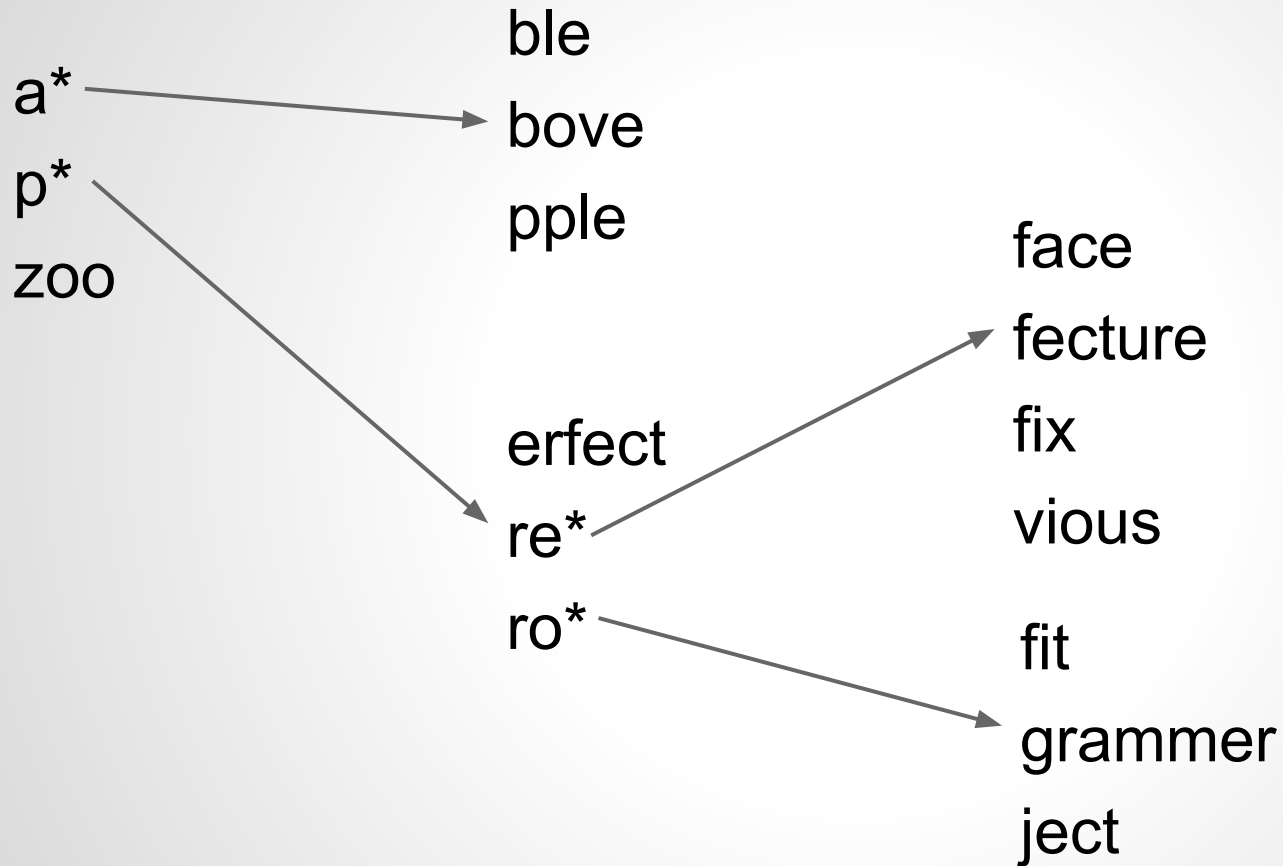 a*
p*
zoo
ble
bove
pple
erfect
re*
ro*
face
fecture
fix
vious
fit
grammer
ject